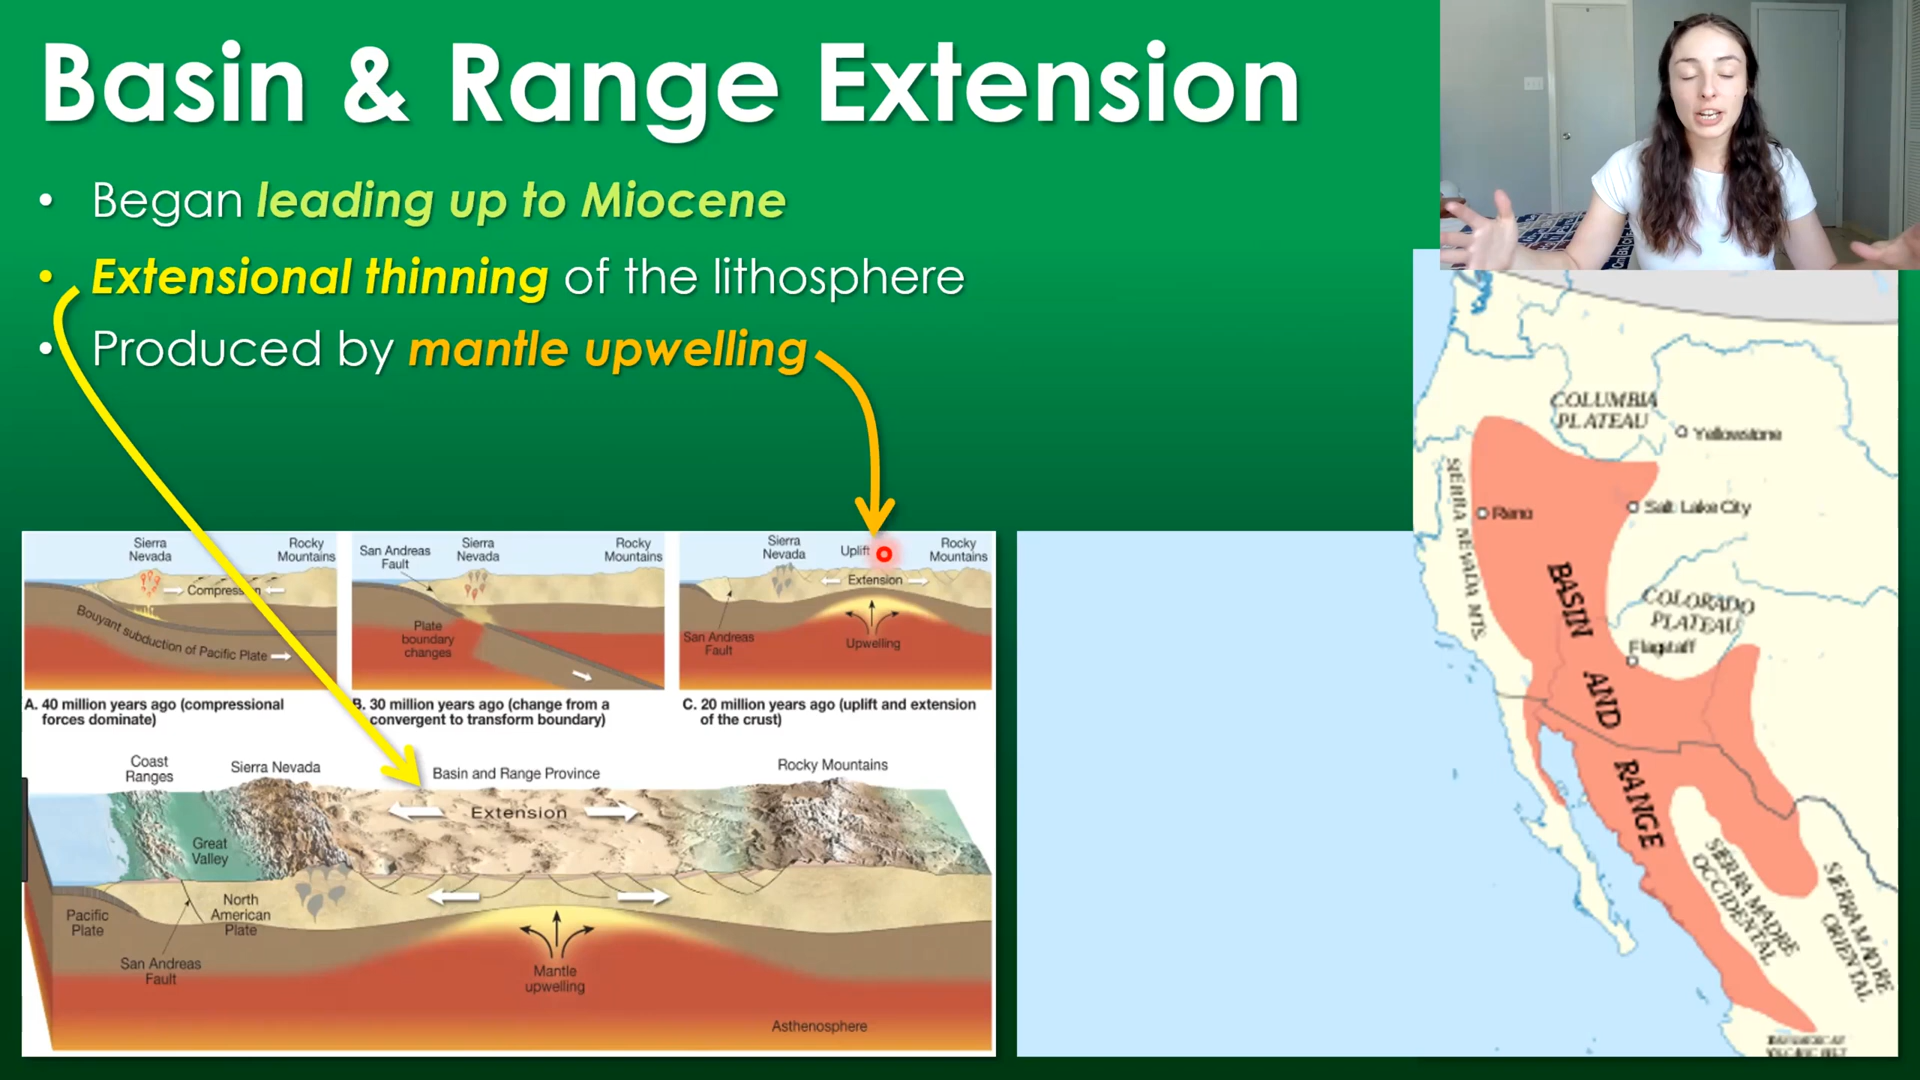 Basin & Range Extension
• Began leading up to Miocene
• Extensional thinning of the lithosphere
• Produced by mantle upwelling
Sierra
Nevada
Rocky
Mountains
Compression
Bouyant subduction of Pacific Plate
A. 40 million years ago (compressional
forces dominate)
San Andreas
Fault
Sierra
Nevada
Rocky
Mountains
Plate
boundary
changes
B. 30 million years ago (change from a
convergent to transform boundary)
Sierra
Nevada
Uplift
Rocky
Mountains
Extension
San Andreas
Fault
Upwelling
C. 20 million years ago (uplift and extension
of the crust)
Coast
Ranges
Sierra Nevada
Basin and Range Province
Rocky Mountains
Extension
Great
Valley
North
American
Plate
Pacific
Plate
San Andreas
Fault
Mantle
upwelling
Asthenosphere
COLUMBIA
PLATEAU
Yellowstone
SIERRA NEVADA MTS.
Reno
Salt Lake City
BASIN
AND
RANGE
COLORADO
PLATEAU
Flagstaff
SIERRA MADRE
OCCIDENTAL
SIERRA MADRE
ORIENTAL